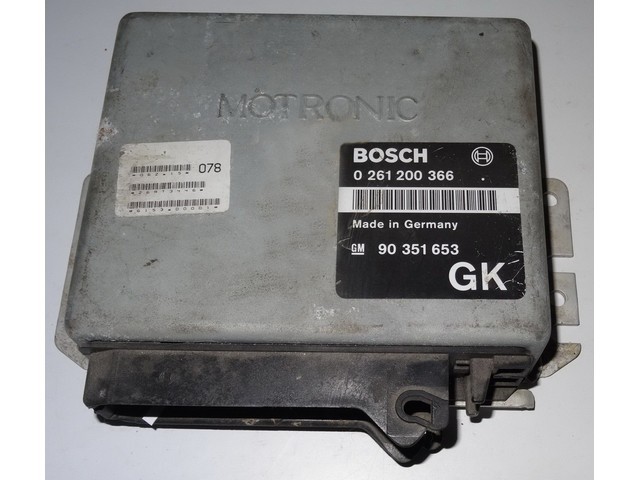 MOTRONIC
078
BOSCH
0 261 200 366
Made in Germany
GM 90 351 653
GK